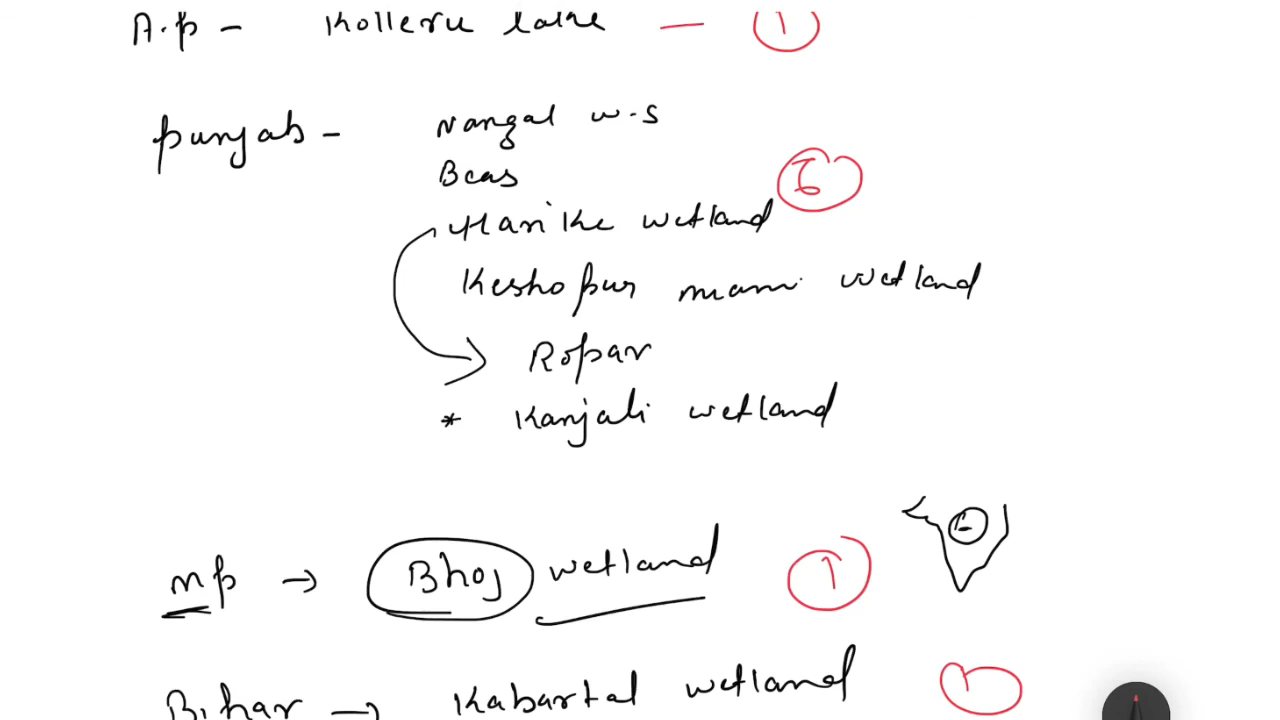 A.p - Kolleru lake — 1
punjab - Nangal w.s
Beas 6
Harike wetland
Keshopur miami wetland
Ropar
* Kanjali wetland
mp → Bhoj wetland 1
Bihar → Kabartal wetland 1